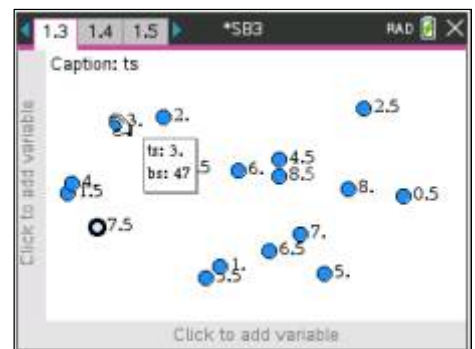 1.3 1.4 1.5 *SB3 RAD
Caption: ts
Click to add variable
3. 2. 2.5
ts: 3.
bs: 47
.5 6. 4.5
8.5
4. 8. 0.5
1.5
7.5
7.
6.5
1. 5.
3.5
Click to add variable